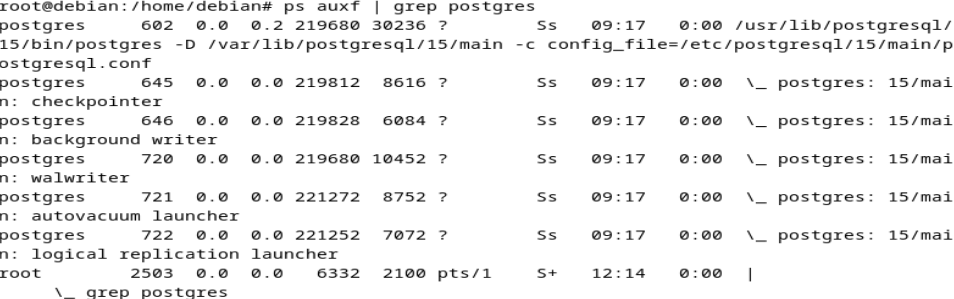 root@debian:/home/debian# ps auxf | grep postgres
postgres     602  0.0  0.2 219680 30236 ?        Ss   09:17   0:00 /usr/lib/postgresql/
15/bin/postgres -D /var/lib/postgresql/15/main -c config_file=/etc/postgresql/15/main/p
ostgresql.conf
postgres     645  0.0  0.0 219812  8616 ?        Ss   09:17   0:00  \_ postgres: 15/mai
n: checkpointer
postgres     646  0.0  0.0 219828  6084 ?        Ss   09:17   0:00  \_ postgres: 15/mai
n: background writer
postgres     720  0.0  0.0 219680 10452 ?        Ss   09:17   0:00  \_ postgres: 15/mai
n: walwriter
postgres     721  0.0  0.0 221272  8752 ?        Ss   09:17   0:00  \_ postgres: 15/mai
n: autovacuum launcher
postgres     722  0.0  0.0 221252  7072 ?        Ss   09:17   0:00  \_ postgres: 15/mai
n: logical replication launcher
root        2503  0.0  0.0   6332  2100 pts/1    S+   12:14   0:00  |
     \_ grep postgres